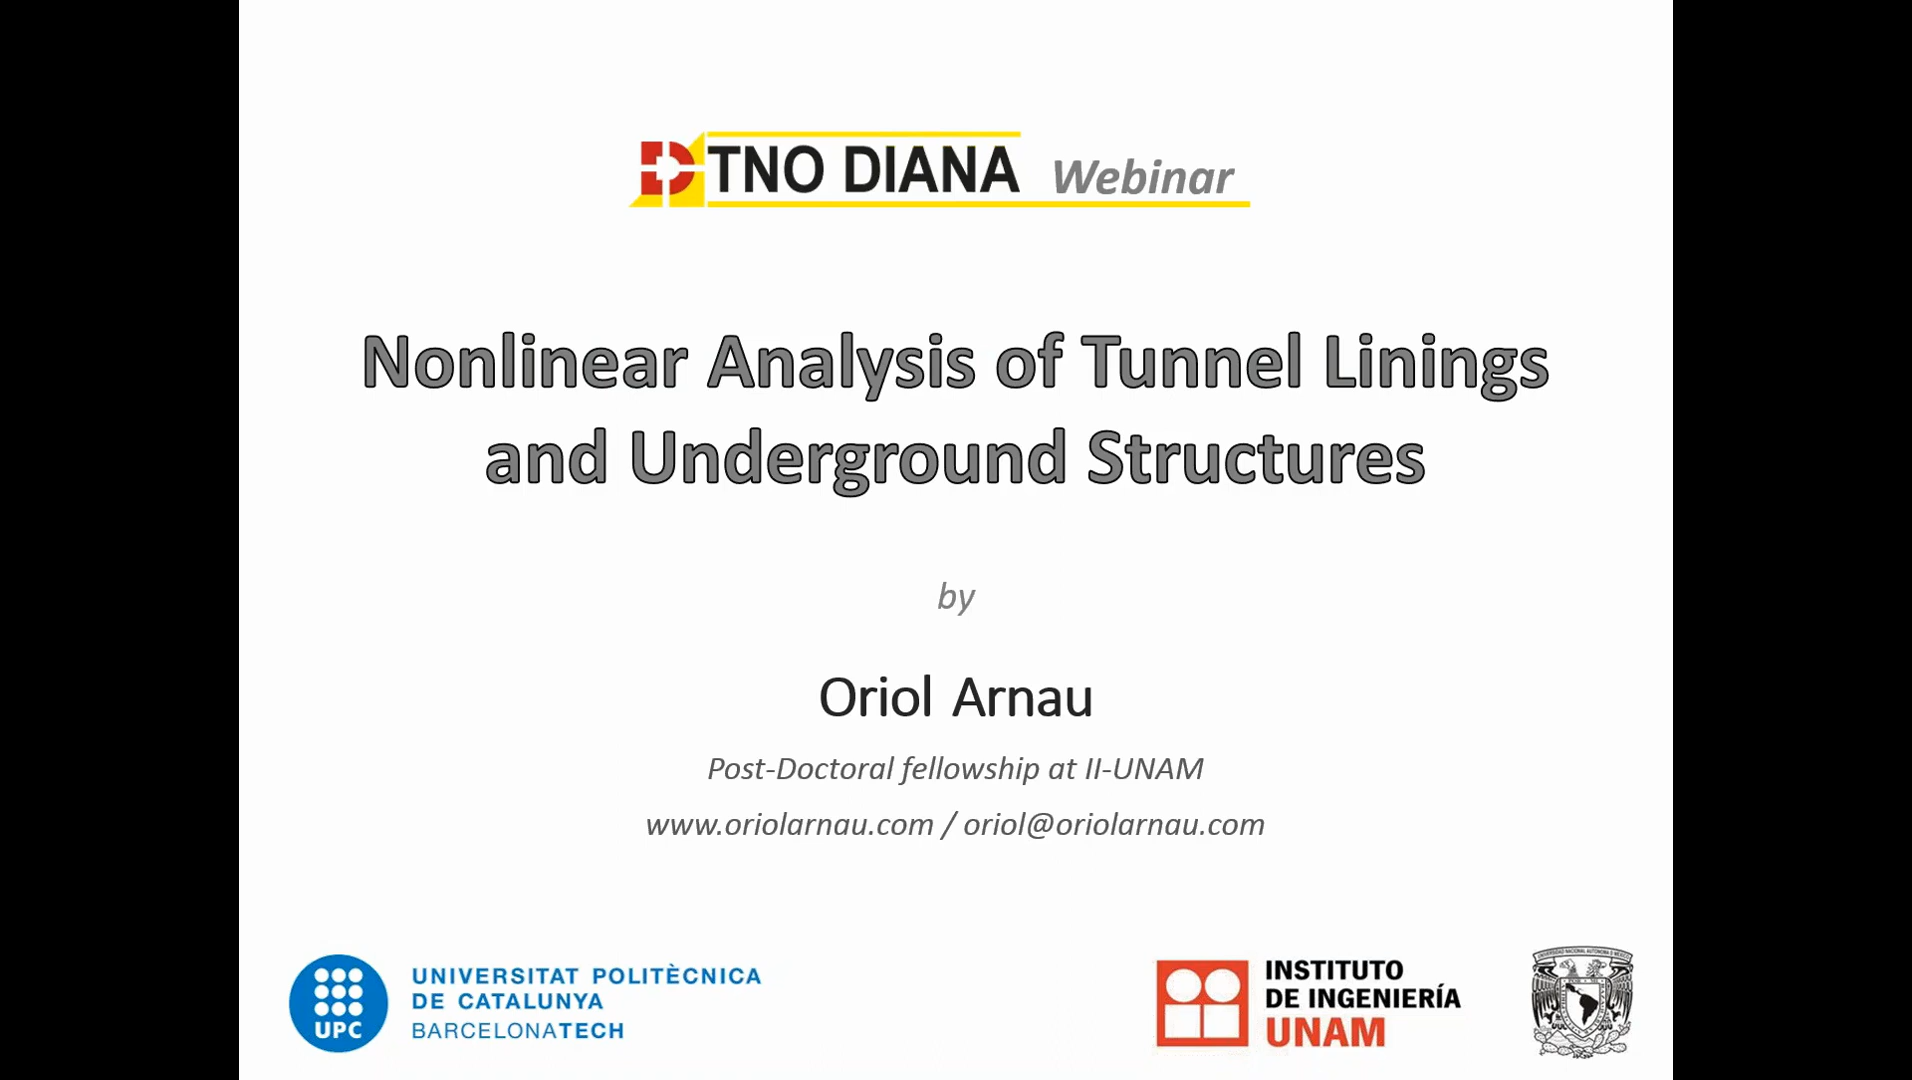 TNO DIANA Webinar
Nonlinear Analysis of Tunnel Linings
and Underground Structures
by
Oriol Arnau
Post-Doctoral fellowship at II-UNAM
www.oriolarnau.com / oriol@oriolarnau.com
UPC
UNIVERSITAT POLITÈCNICA
DE CATALUNYA
BARCELONATECH
INSTITUTO
DE INGENIERÍA
UNAM